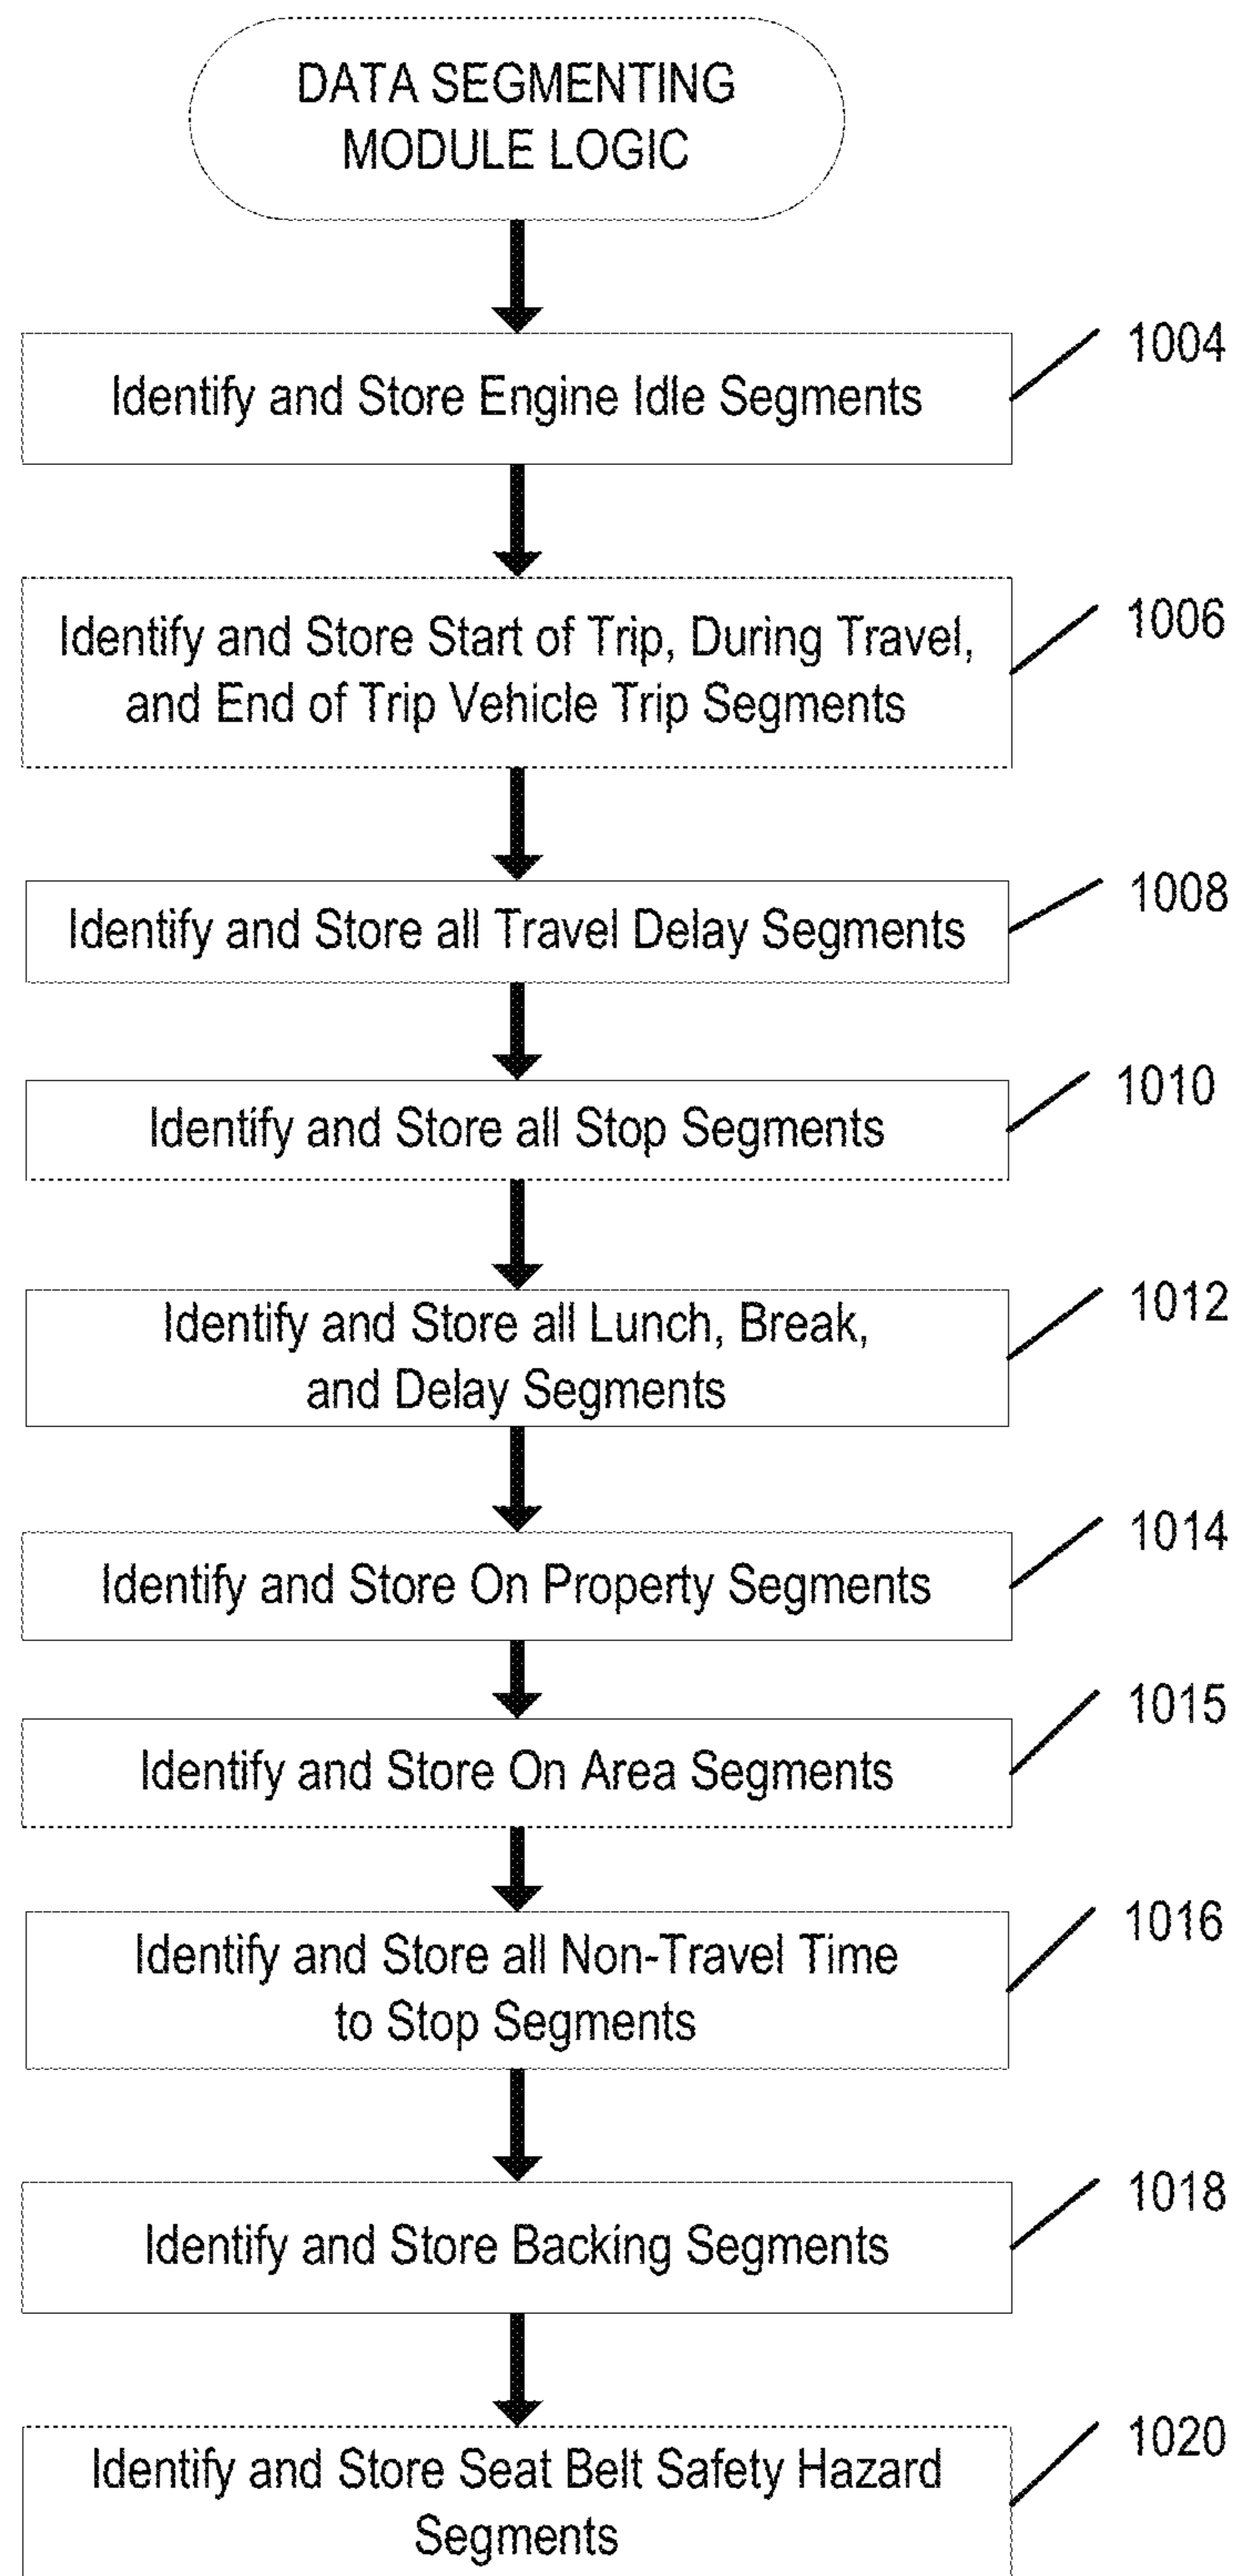 DATA SEGMENTING
MODULE LOGIC
1004
Identify and Store Engine Idle Segments
1006
Identify and Store Start of Trip, During Travel,
and End of Trip Vehicle Trip Segments
1008
Identify and Store all Travel Delay Segments
1010
Identify and Store all Stop Segments
1012
Identify and Store all Lunch, Break,
and Delay Segments
1014
Identify and Store On Property Segments
1015
Identify and Store On Area Segments
1016
Identify and Store all Non-Travel Time
to Stop Segments
1018
Identify and Store Backing Segments
1020
Identify and Store Seat Belt Safety Hazard
Segments